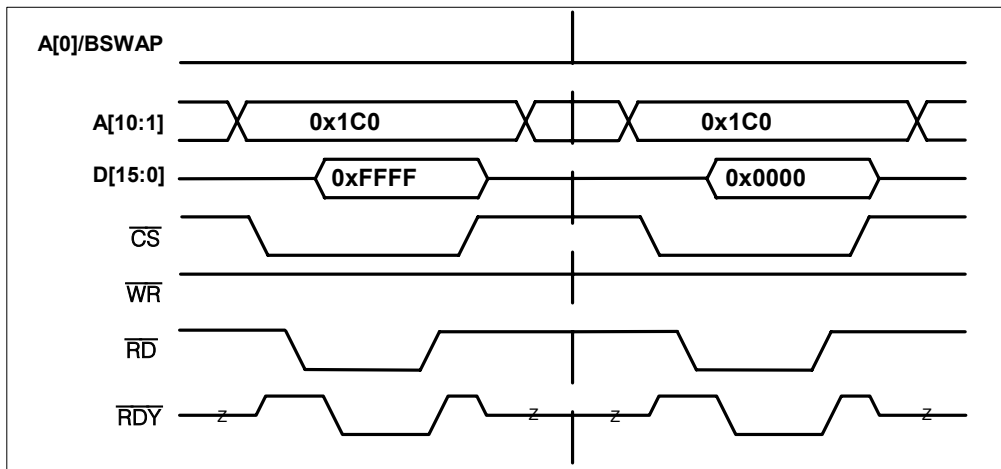 A[0]/BSWAP
A[10:1] 0x1C0 0x1C0
D[15:0] 0xFFFF 0x0000
CS
WR
RD
RDY Z Z Z Z